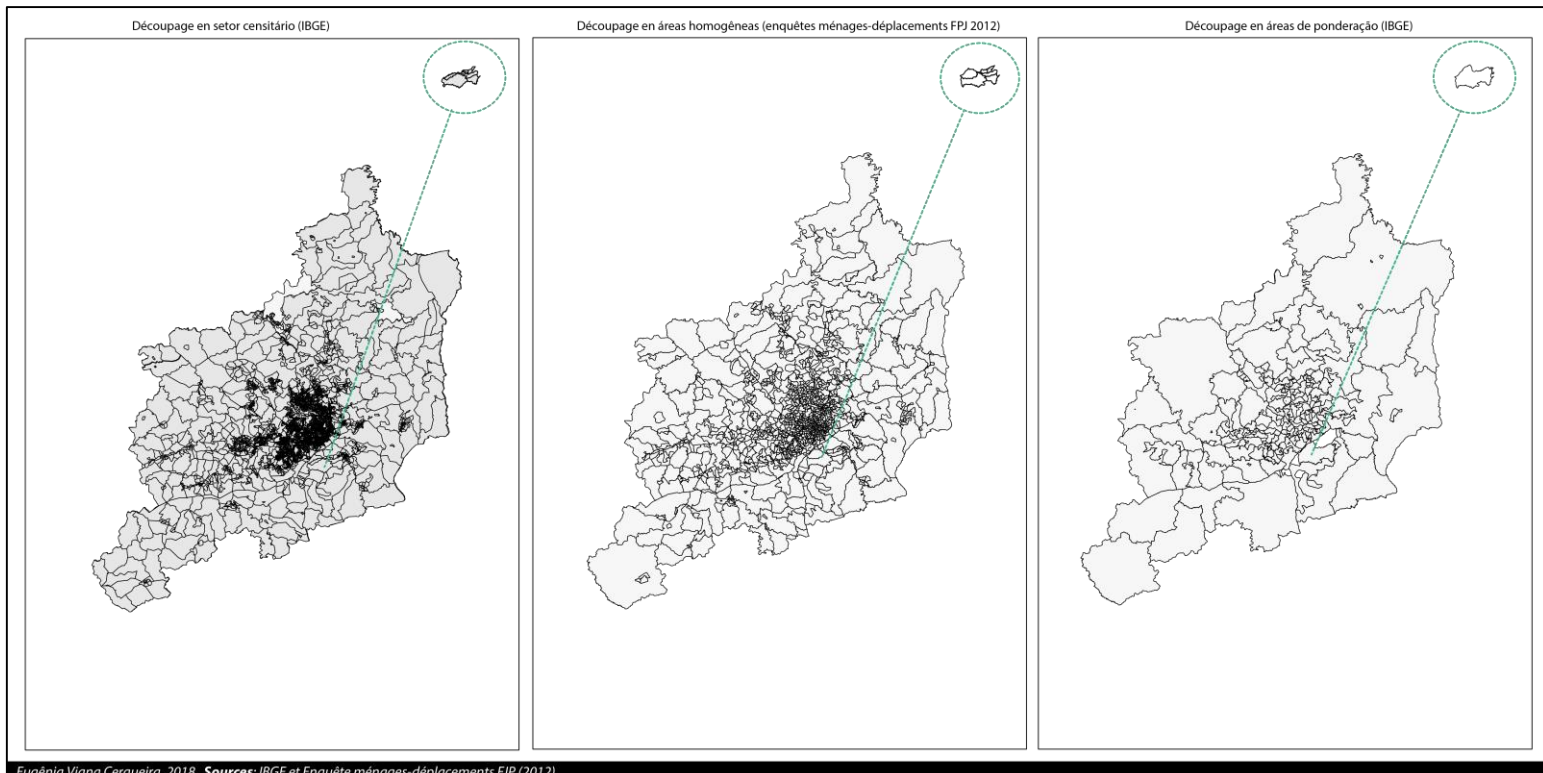 Découpage en setor censitário (IBGE)
Découpage en áreas homogêneas (enquêtes ménages-déplacements FPJ 2012)
Découpage en áreas de ponderação (IBGE)
Eugênia Viana Cerqueira, 2018. Sources: IBGE et Enquête ménages-déplacements FJP (2012)